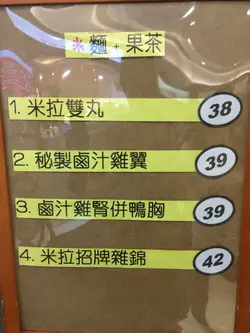 *麵 + 果茶
1. 米拉雙丸 38
2. 秘製鹵汁雞翼 39
3. 鹵汁雞腎併鴨胸 39
4. 米拉招牌雜錦 42